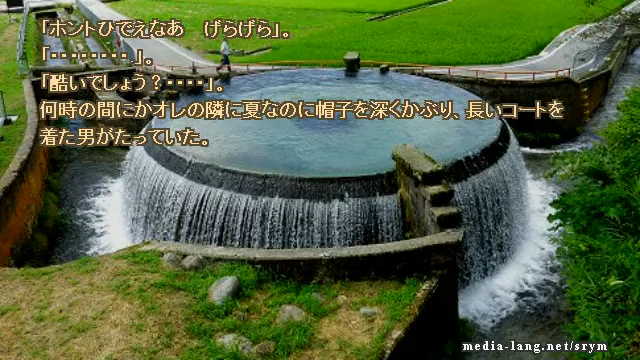 「ホントひでえなあ　げらげら」。
「・・・・・・・・」。
「酷いでしょう？・・・・」。
何時の間にかオレの隣に夏なのに帽子を深くかぶり、長いコートを
着た男がたっていた。
media-lang.net/srym